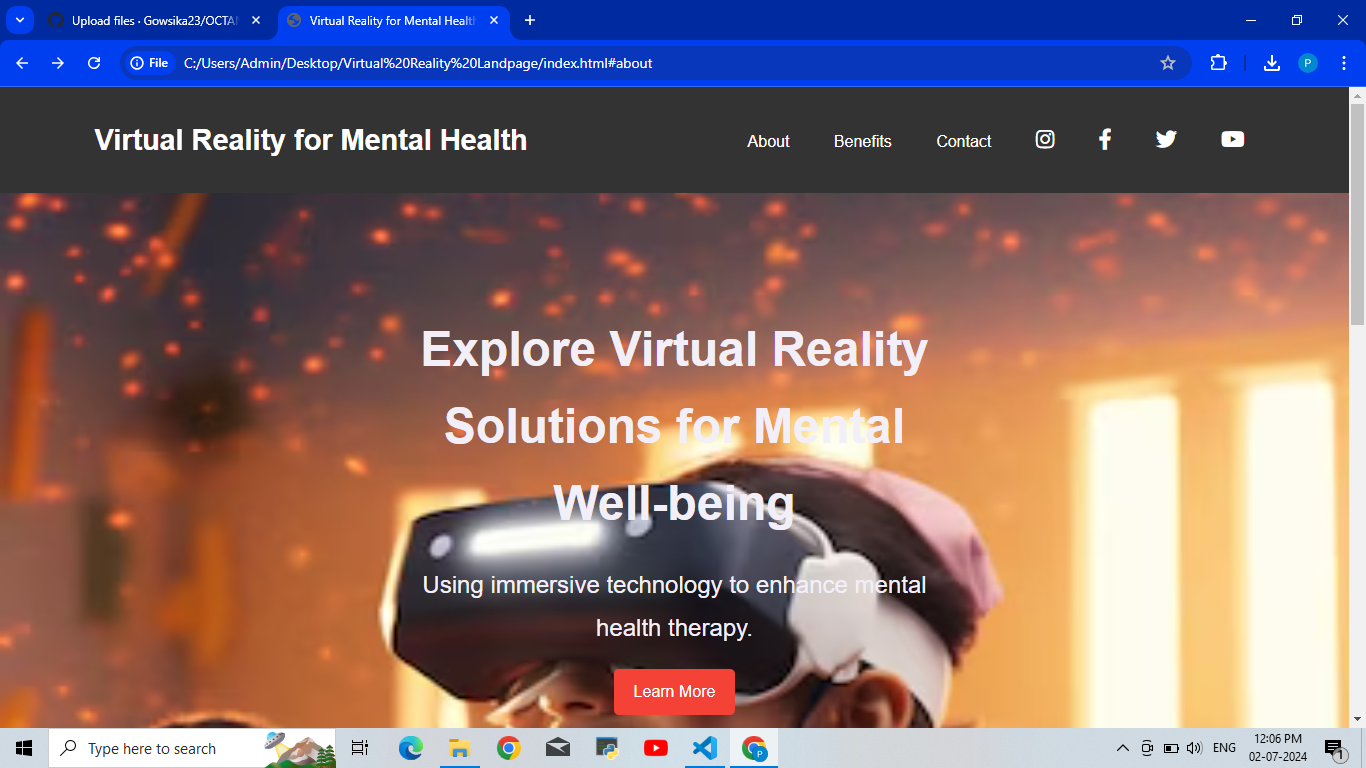 Upload files · Gowsika23/OCTAN
Virtual Reality for Mental Health
File
C:/Users/Admin/Desktop/Virtual%20Reality%20Landpage/index.html#about
P
Virtual Reality for Mental Health
About
Benefits
Contact
Explore Virtual Reality
Solutions for Mental
Well-being
Using immersive technology to enhance mental
health therapy.
Learn More
Type here to search
P
ENG
12:06 PM
02-07-2024
1